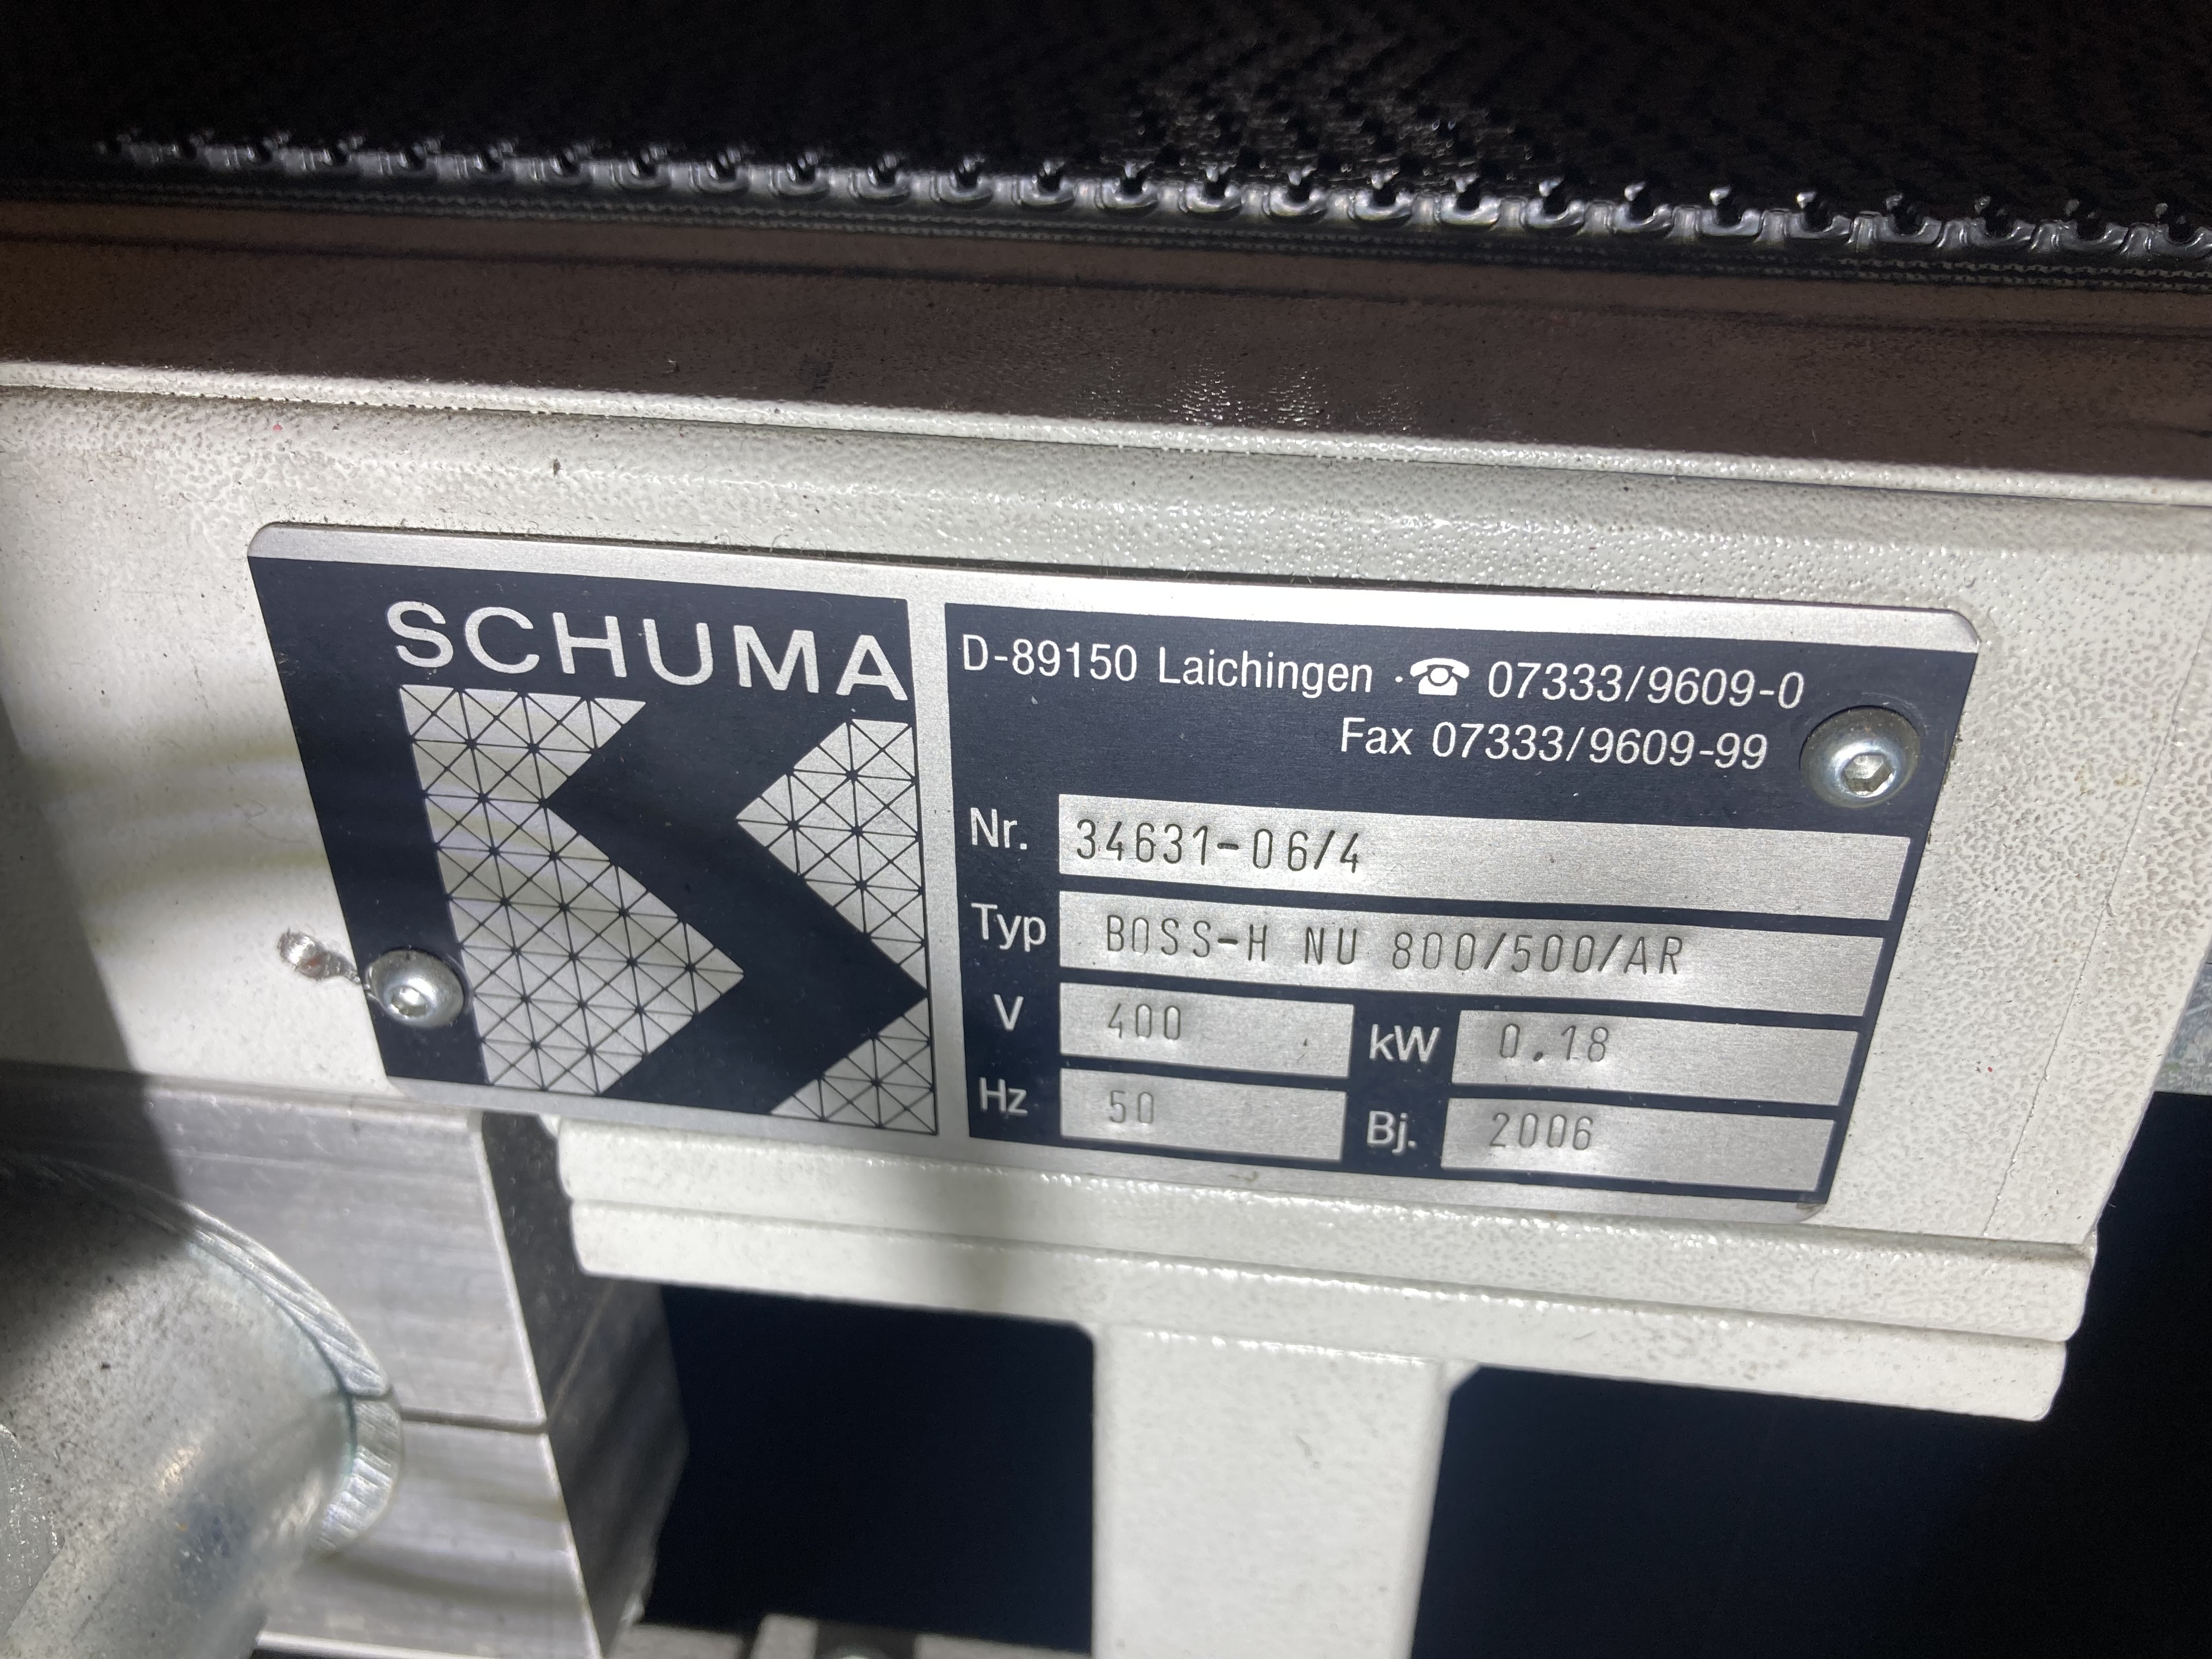 SCHUMA
D-89150 Laichingen · ☎ 07333/9609-0
Fax 07333/9609-99
Nr. 34631-06/4
Typ BOSS-H NU 800/500/AR
V 400 kW 0.18
Hz 50 Bj. 2006